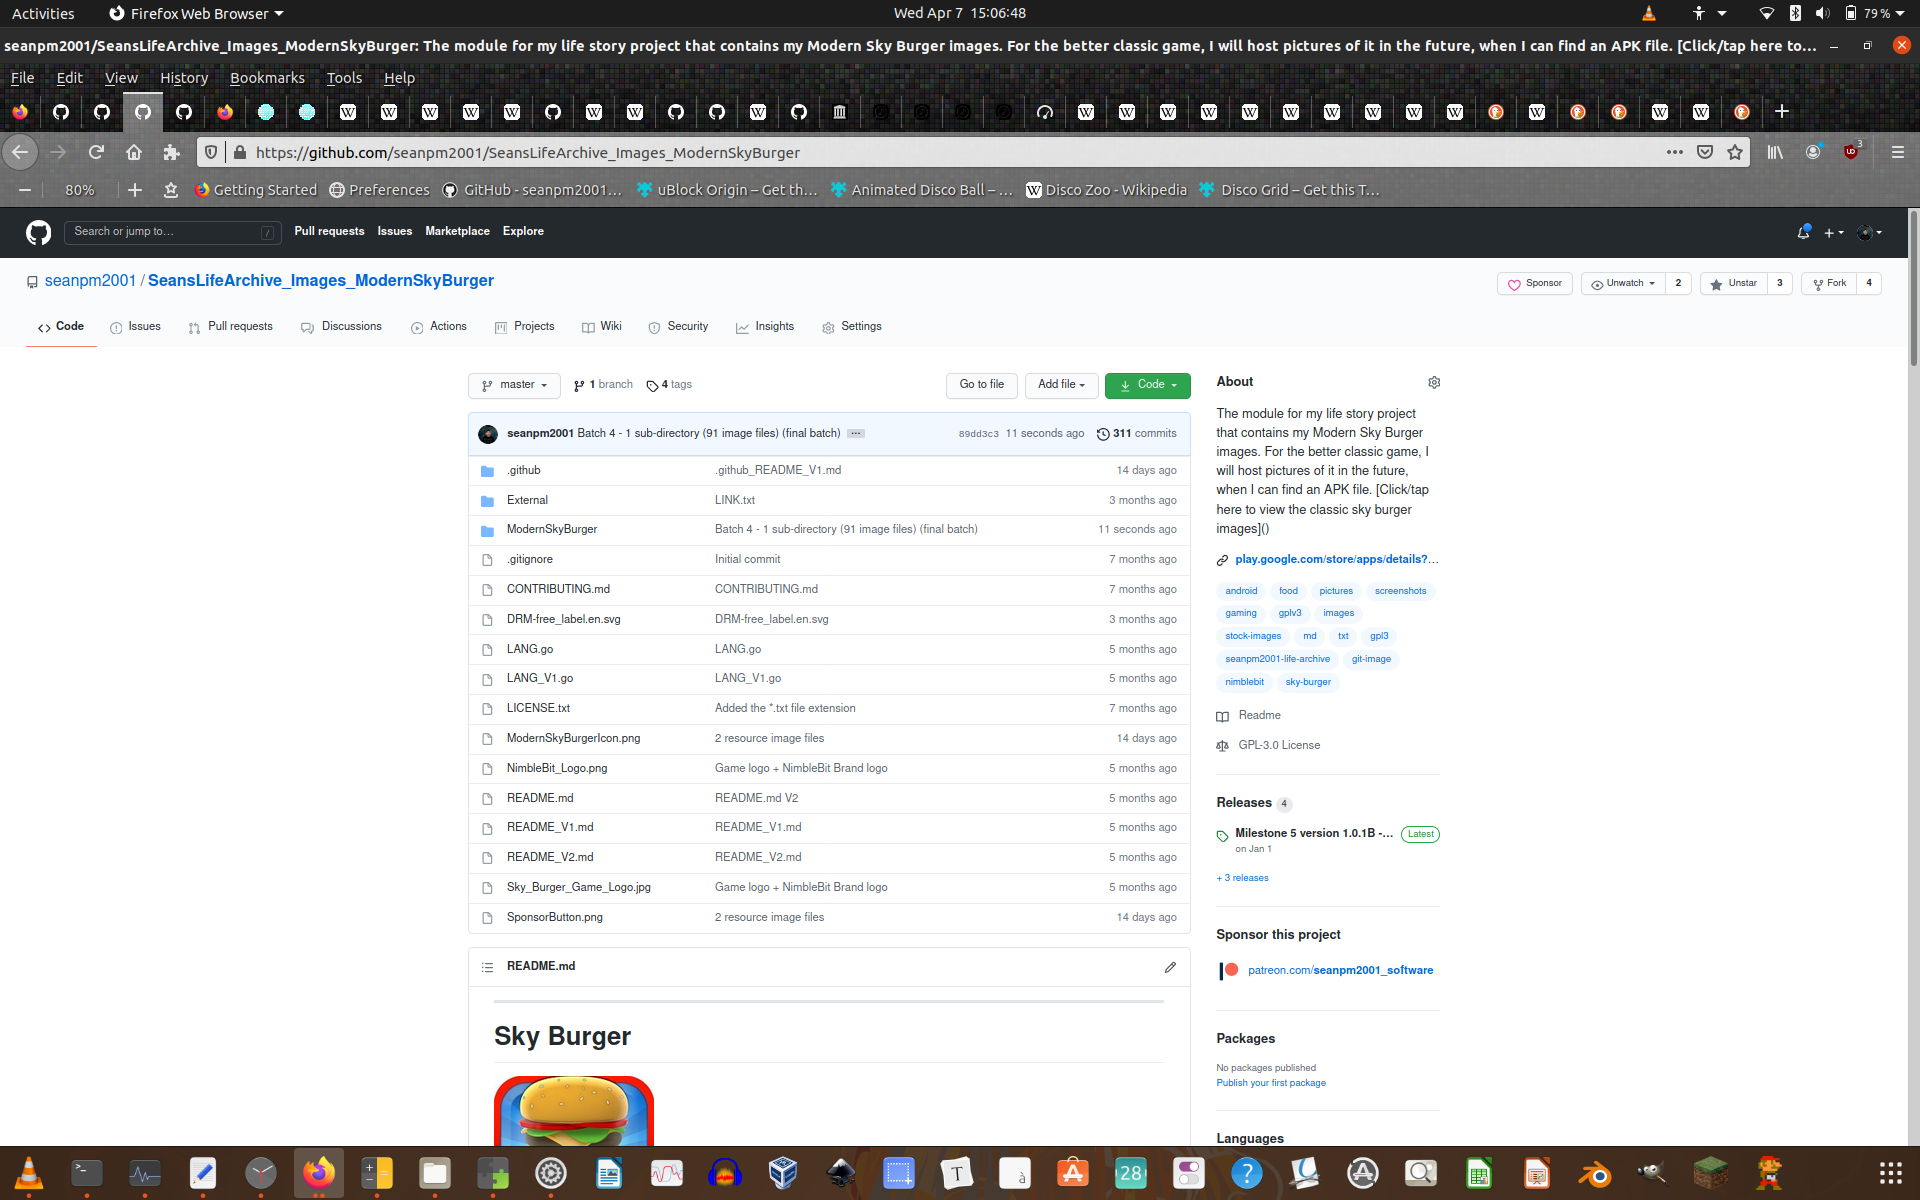 Activities
Firefox Web Browser
Wed Apr 7 15:06:48
79 %
seanpm2001/SeansLifeArchive_Images_ModernSkyBurger: The module for my life story project that contains my Modern Sky Burger images. For the better classic game, I will host pictures of it in the future, when I can find an APK file. [Click/tap here to...
File Edit View History Bookmarks Tools Help
https://github.com/seanpm2001/SeansLifeArchive_Images_ModernSkyBurger
3
80%
Getting Started
Preferences
GitHub - seanpm2001...
uBlock Origin – Get th...
Animated Disco Ball – ...
Disco Zoo - Wikipedia
Disco Grid – Get this T...
Search or jump to...
/
Pull requests Issues Marketplace Explore
seanpm2001 / SeansLifeArchive_Images_ModernSkyBurger
Sponsor
Unwatch 2
Unstar 3
Fork 4
Code
Issues
Pull requests
Discussions
Actions
Projects
Wiki
Security
Insights
Settings
master
1 branch
4 tags
Go to file
Add file
Code
seanpm2001 Batch 4 - 1 sub-directory (91 image files) (final batch) ...
89dd3c3 11 seconds ago 311 commits
.github .github_README_V1.md 14 days ago
External LINK.txt 3 months ago
ModernSkyBurger Batch 4 - 1 sub-directory (91 image files) (final batch) 11 seconds ago
.gitignore Initial commit 7 months ago
CONTRIBUTING.md CONTRIBUTING.md 7 months ago
DRM-free_label.en.svg DRM-free_label.en.svg 3 months ago
LANG.go LANG.go 5 months ago
LANG_V1.go LANG_V1.go 5 months ago
LICENSE.txt Added the *.txt file extension 7 months ago
ModernSkyBurgerIcon.png 2 resource image files 14 days ago
NimbleBit_Logo.png Game logo + NimbleBit Brand logo 5 months ago
README.md README.md V2 5 months ago
README_V1.md README_V1.md 5 months ago
README_V2.md README_V2.md 5 months ago
Sky_Burger_Game_Logo.jpg Game logo + NimbleBit Brand logo 5 months ago
SponsorButton.png 2 resource image files 14 days ago
README.md
Sky Burger
About
The module for my life story project
that contains my Modern Sky Burger
images. For the better classic game, I
will host pictures of it in the future,
when I can find an APK file. [Click/tap
here to view the classic sky burger
images]()
play.google.com/store/apps/details?...
android food pictures screenshots
gaming gplv3 images
stock-images md txt gpl3
seanpm2001-life-archive git-image
nimblebit sky-burger
Readme
GPL-3.0 License
Releases 4
Milestone 5 version 1.0.1B -... Latest
on Jan 1
+ 3 releases
Sponsor this project
patreon.com/seanpm2001_software
Packages
No packages published
Publish your first package
Languages
28